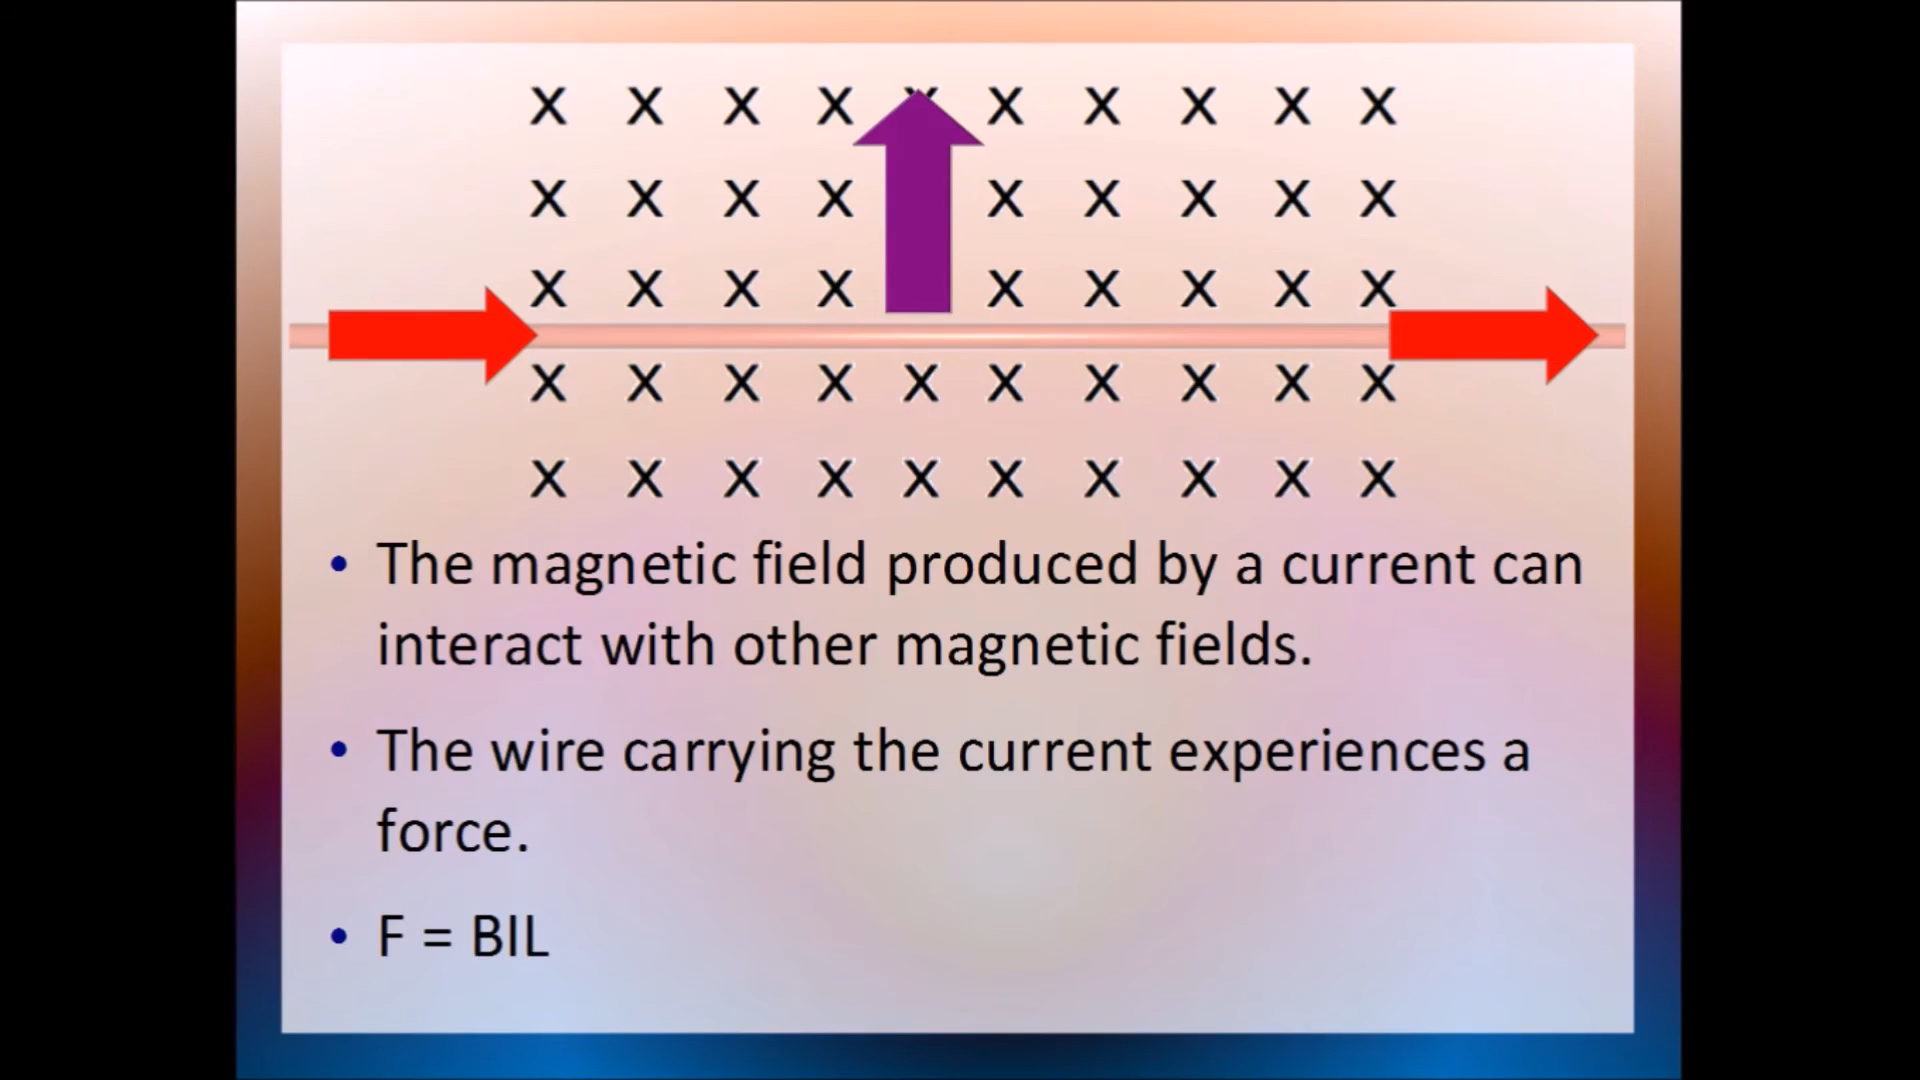 x x x x x x x x x x
x x x x x x x x x
x x x x x x x x x
x x x x x x x x x x
x x x x x x x x x x
• The magnetic field produced by a current can
interact with other magnetic fields.
• The wire carrying the current experiences a
force.
• F = BIL